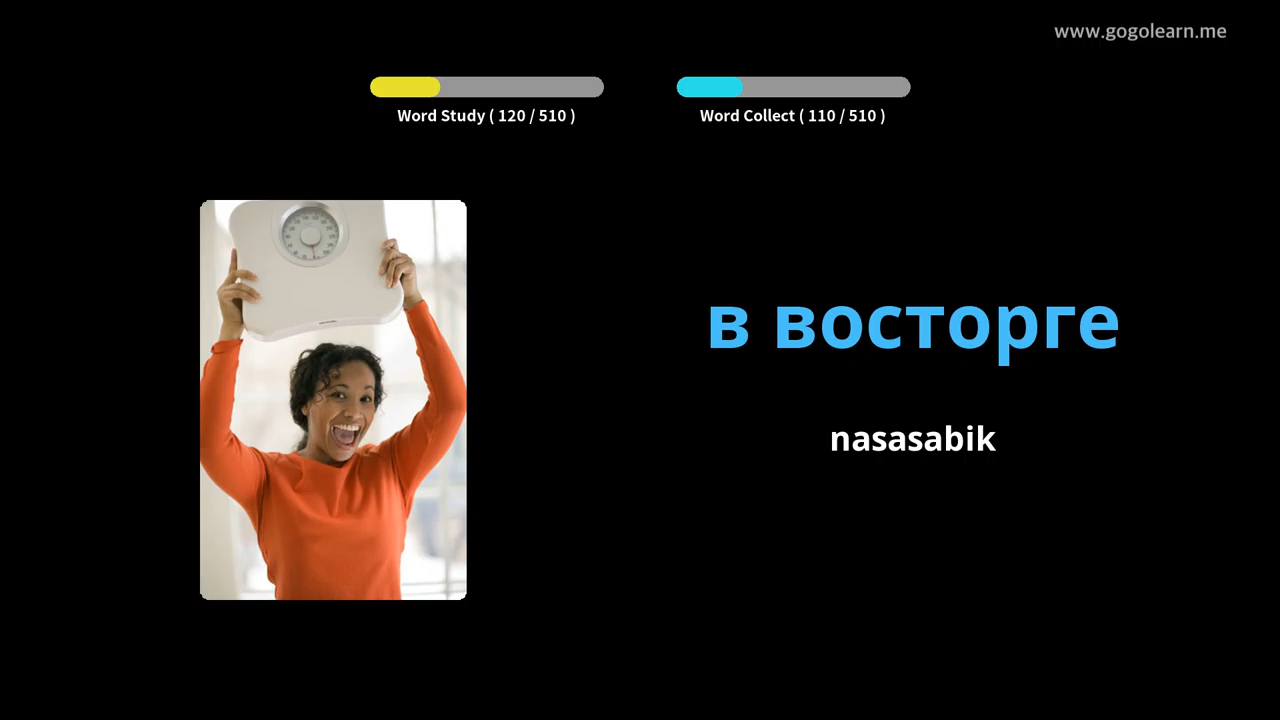 www.gogolearn.me
Word Study ( 120 / 510 )
Word Collect ( 110 / 510 )
в восторге
nasasabik